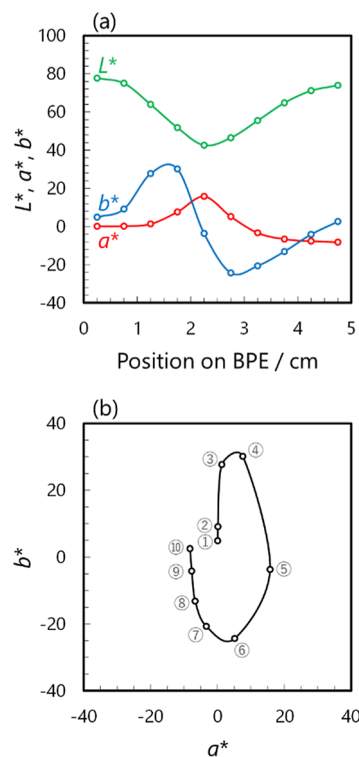 (a)
100
80
60
40
20
0
-20
-40
L*, a*, b*
L*
b*
a*
0 1 2 3 4 5
Position on BPE / cm
(b)
40
20
0
-20
-40
b*
③ ④
②
①
⑩
⑨ ⑤
⑧
⑦ ⑥
-40 -20 0 20 40
a*